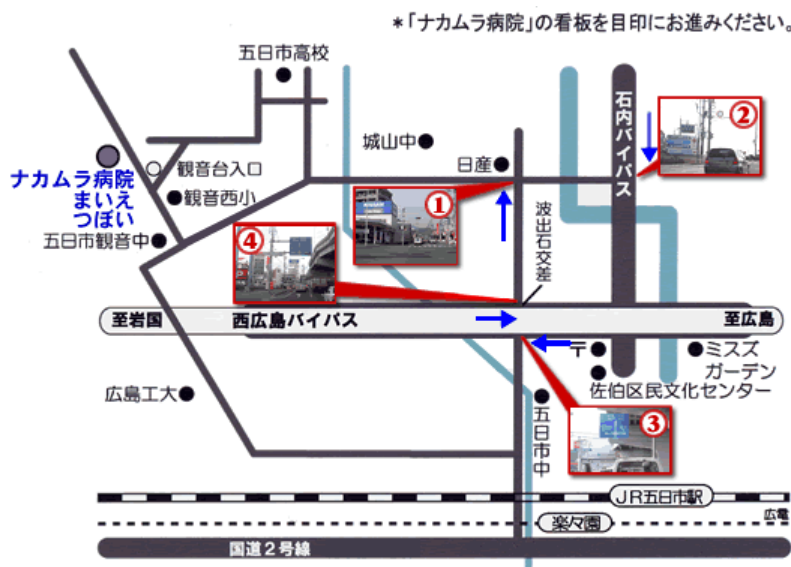 *「ナカムラ病院」の看板を目印にお進みください。
五日市高校
石内バイパス
②
城山中
日産
観音台入口
ナカムラ病院
まいえ
つぼい
観音西小
①
五日市観音中
④
波出石交差
至岩国
西広島バイパス
至広島
〒
ミスズ
ガーデン
佐伯区民文化センター
広島工大
五日市中
③
JR五日市駅
広電
楽々園
国道2号線